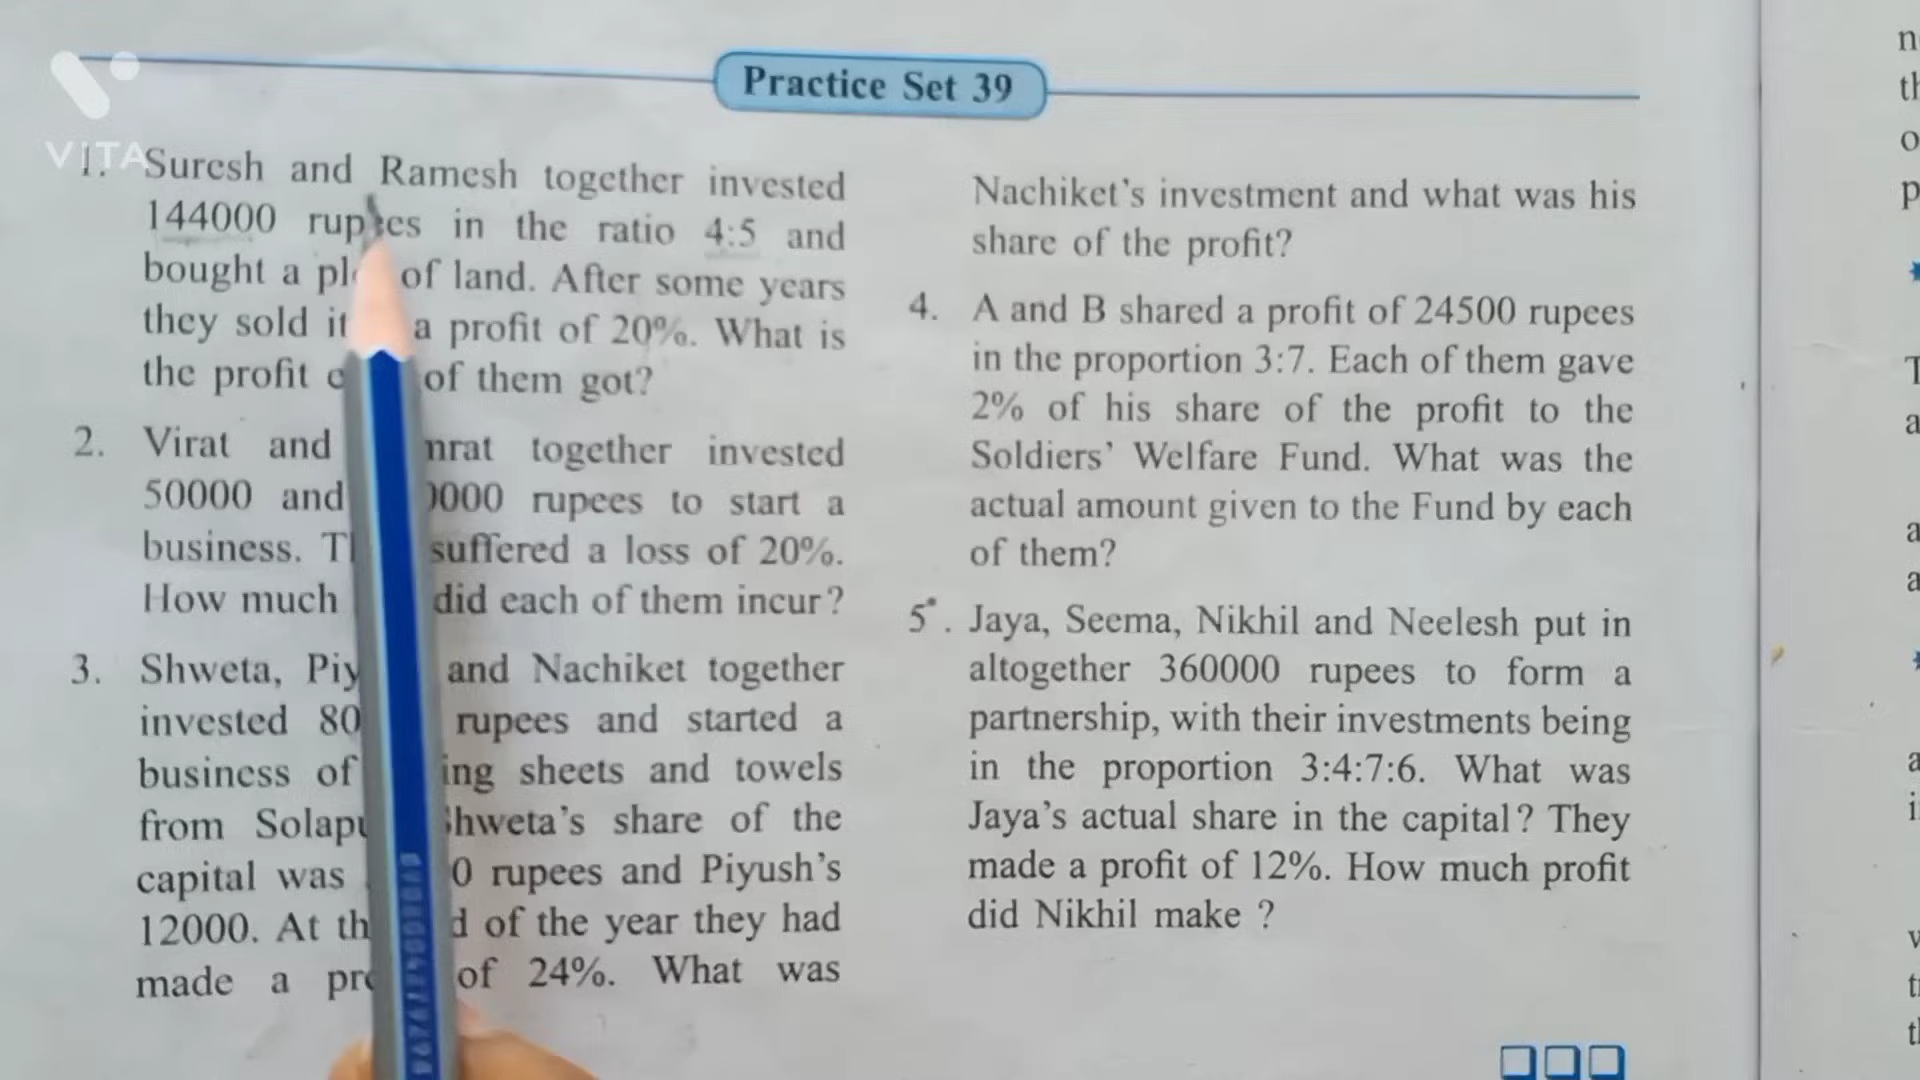 VITA
Practice Set 39
1. Suresh and Ramesh together invested
144000 rupees in the ratio 4:5 and
bought a of land. After some years
they sold it a profit of 20%. What is
the profit of them got?
2. Virat and together invested
50000 and rupees to start a
business. suffered a loss of 20%.
How much did each of them incur?
3. Shweta, and Nachiket together
invested rupees and started a
business of sheets and towels
from Shweta's share of the
capital was rupees and Piyush's
12000. At of the year they had
made a of 24%. What was
Nachiket's investment and what was his
share of the profit?
4. A and B shared a profit of 24500 rupees
in the proportion 3:7. Each of them gave
2% of his share of the profit to the
Soldiers' Welfare Fund. What was the
actual amount given to the Fund by each
of them?
5*. Jaya, Seema, Nikhil and Neelesh put in
altogether 360000 rupees to form a
partnership, with their investments being
in the proportion 3:4:7:6. What was
Jaya's actual share in the capital? They
made a profit of 12%. How much profit
did Nikhil make ?